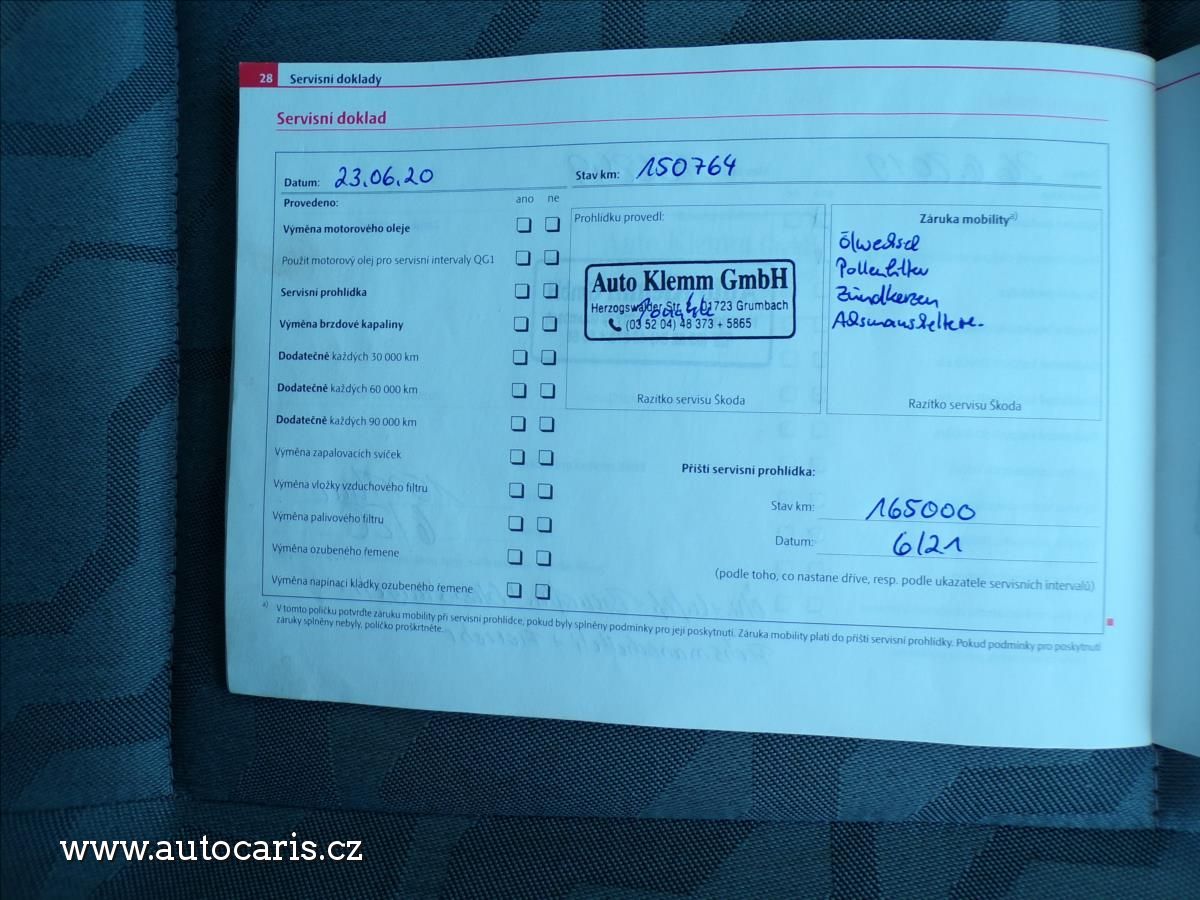 28 Servisní doklady
Servisní doklad
Datum: 23.06.20
Stav km: 150764
Provedeno:
ano ne
Výměna motorového oleje
Použit motorový olej pro servisní intervaly QG1
Servisní prohlídka
Výměna brzdové kapaliny
Dodatečně každých 30 000 km
Dodatečně každých 60 000 km
Dodatečně každých 90 000 km
Výměna zapalovacích svíček
Výměna vložky vzduchového filtru
Výměna palivového filtru
Výměna ozubeného řemene
Výměna napínací kladky ozubeného řemene
Prohlídku provedl:
Auto Klemm GmbH
Herzogswalder Str. 01723 Grumbach
(03 52 04) 48 373 + 5865
Razítko servisu Škoda
Záruka mobility a)
Ölwechsel
Pollenfilter
Zündkerzen
Razítko servisu Škoda
Příští servisní prohlídka:
Stav km: 165000
Datum: 6/21
(podle toho, co nastane dříve, resp. podle ukazatele servisních intervalů)
a) V tomto políčku potvrďte záruku mobility při servisní prohlídce, pokud byly splněny podmínky pro její poskytnutí. Záruka mobility platí do příští servisní prohlídky. Pokud podmínky pro poskytnutí
záruky splněny nebyly, políčko proškrtněte.
www.autocaris.cz